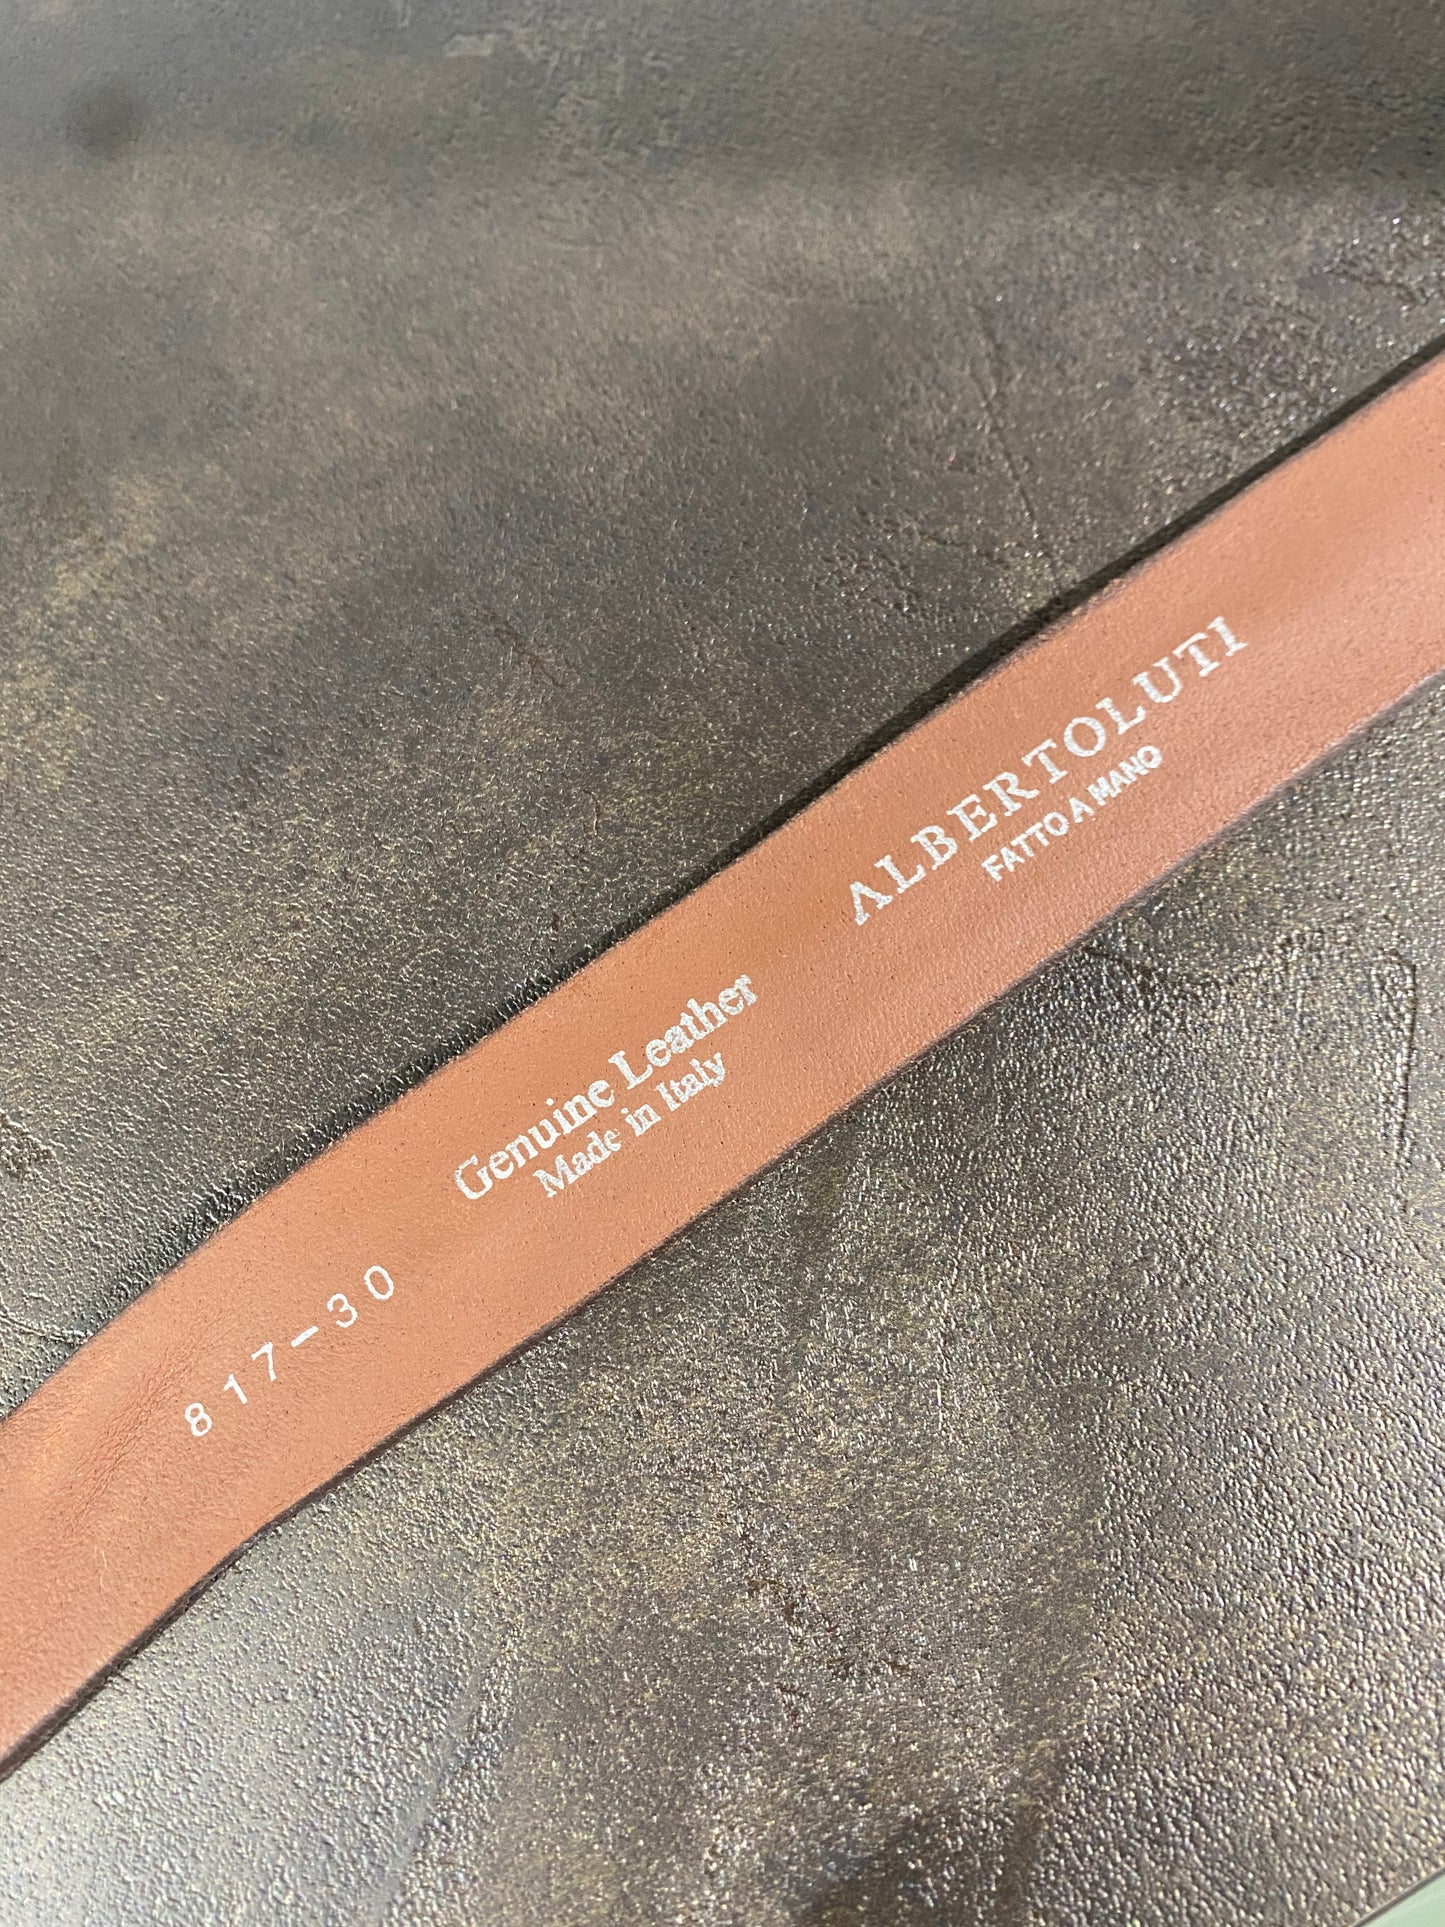 ALBERTOLUTI
FATTO A MANO
Genuine Leather
Made in Italy
817-30